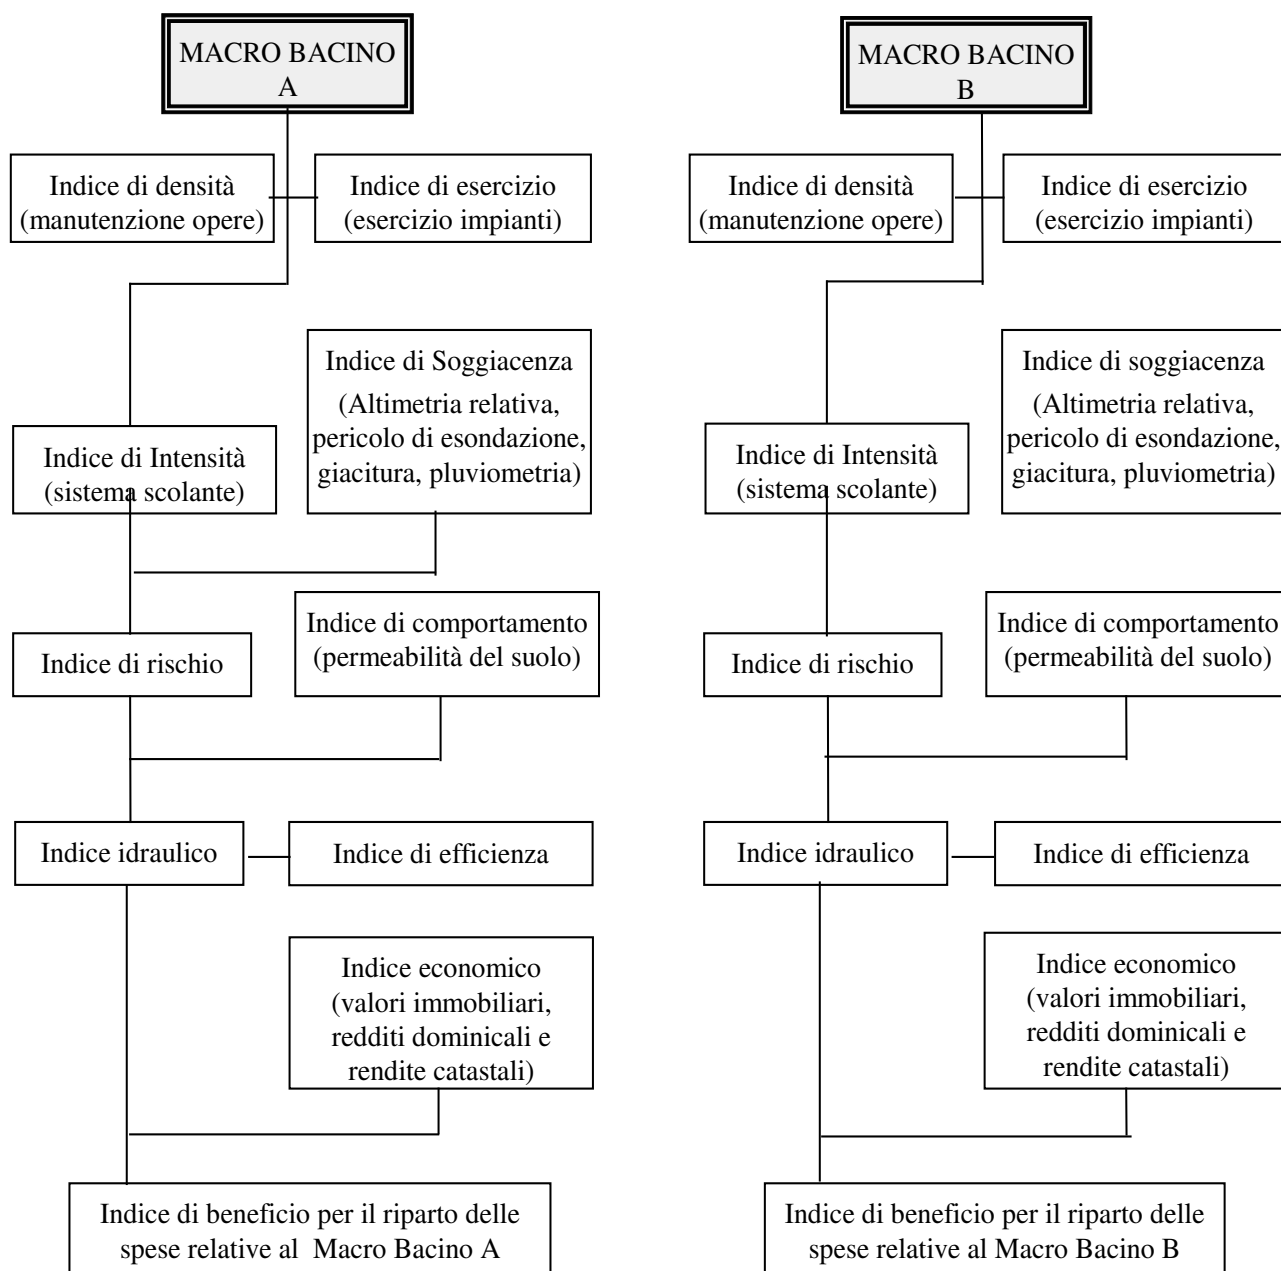 MACRO BACINO
A
Indice di densità
(manutenzione opere)
Indice di esercizio
(esercizio impianti)
Indice di Soggiacenza
(Altimetria relativa,
pericolo di esondazione,
giacitura, pluviometria)
Indice di Intensità
(sistema scolante)
Indice di comportamento
(permeabilità del suolo)
Indice di rischio
Indice idraulico
Indice di efficienza
Indice economico
(valori immobiliari,
redditi dominicali e
rendite catastali)
Indice di beneficio per il riparto delle
spese relative al Macro Bacino A
MACRO BACINO
B
Indice di densità
(manutenzione opere)
Indice di esercizio
(esercizio impianti)
Indice di soggiacenza
(Altimetria relativa,
pericolo di esondazione,
giacitura, pluviometria)
Indice di Intensità
(sistema scolante)
Indice di comportamento
(permeabilità del suolo)
Indice di rischio
Indice idraulico
Indice di efficienza
Indice economico
(valori immobiliari,
redditi dominicali e
rendite catastali)
Indice di beneficio per il riparto delle
spese relative al Macro Bacino B